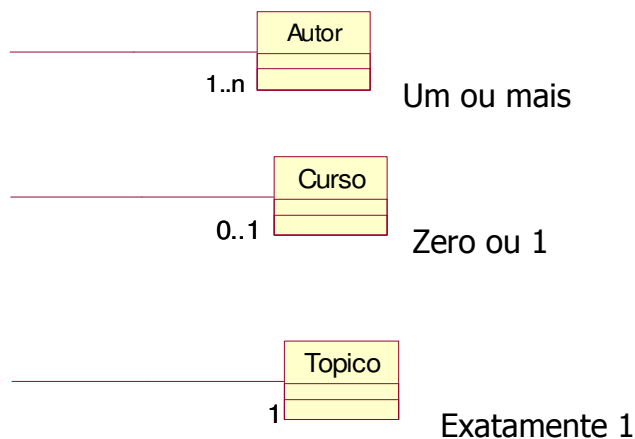 Autor
1..n
Um ou mais
Curso
0..1
Zero ou 1
Topico
1
Exatamente 1